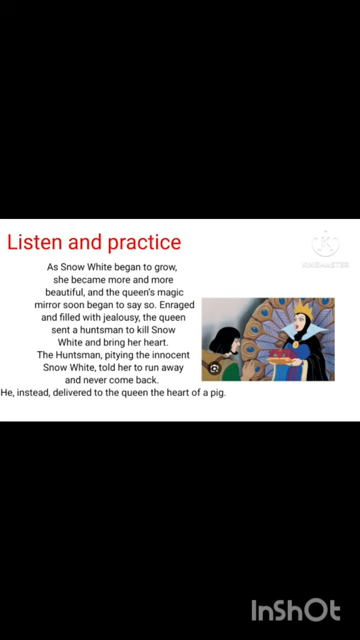 Listen and practice
As Snow White began to grow,
she became more and more
beautiful, and the queen's magic
mirror soon began to say so. Enraged
and filled with jealousy, the queen
sent a huntsman to kill Snow
White and bring her heart.
The Huntsman, pitying the innocent
Snow White, told her to run away
and never come back.
He, instead, delivered to the queen the heart of a pig.
KINEMASTER
InShOt